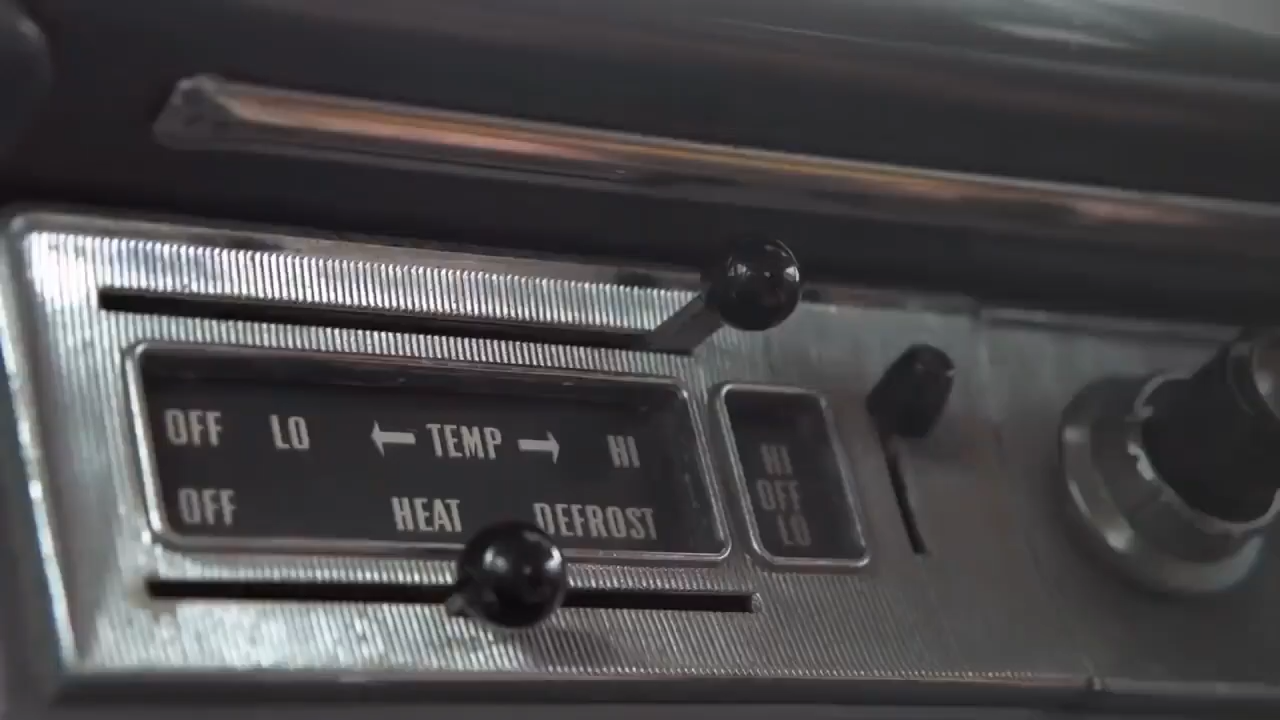 OFF LO ← TEMP → HI
OFF HEAT DEFROST
HI
OFF
LO